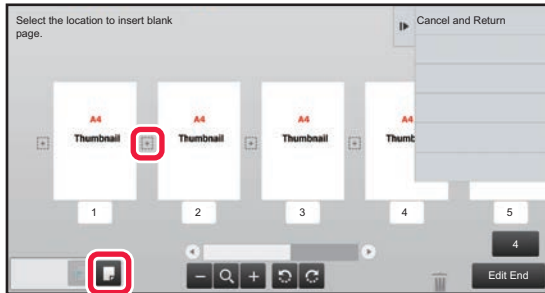 Select the location to insert blank
page.
Cancel and Return
A4
Thumbnail
A4
Thumbnail
A4
Thumbnail
A4
Thumb
1
2
3
4
5
4
Edit End